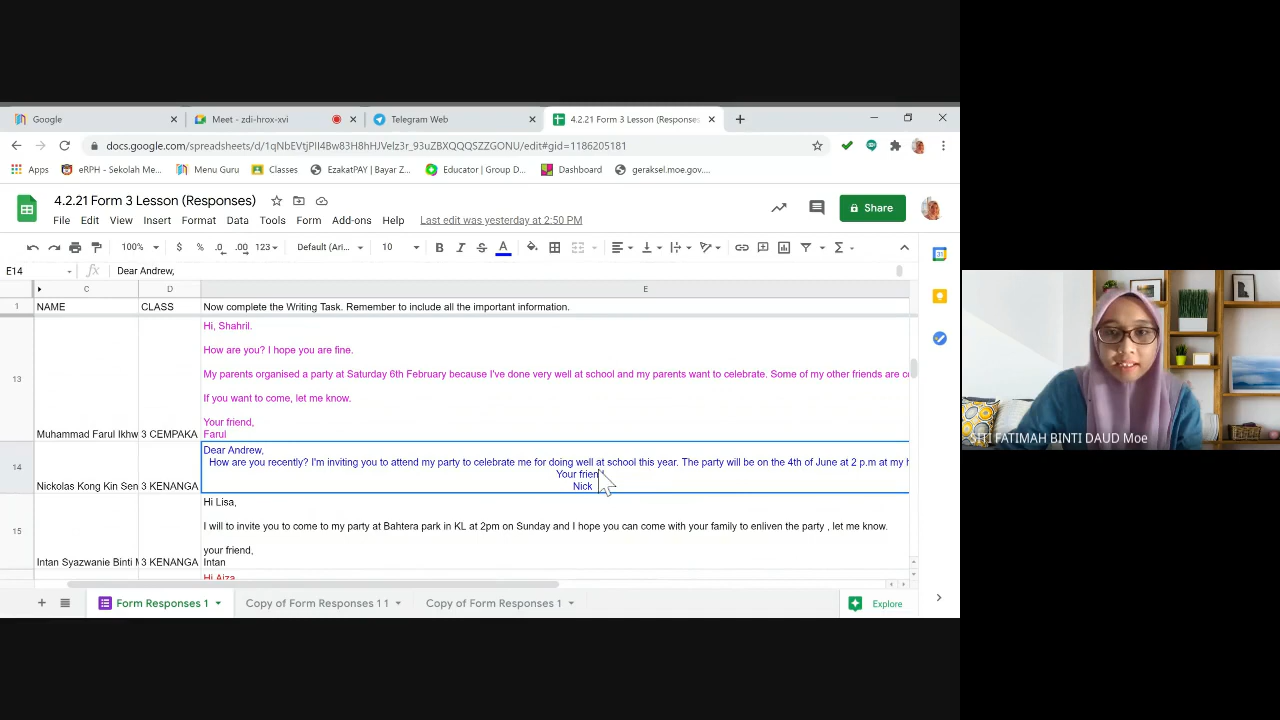 Google
Meet - zdi-hrox-xvi
Telegram Web
4.2.21 Form 3 Lesson (Responses
docs.google.com/spreadsheets/d/1qNbEVtjPII4Bw83H8hHJVelz3r_93uZBXQQQSZZGONU/edit#gid=1186205181
eRPH - Sekolah Me...
Menu Guru
Classes
EzakatPAY | Bayar Z...
Educator | Group D...
Dashboard
geraksel.moe.gov....
4.2.21 Form 3 Lesson (Responses)
File Edit View Insert Format Data Tools Form Add-ons Help Last edit was yesterday at 2:50 PM
Share
100% $ % .0 .00 123 Default (Ari... 10 B I S A
E14 fx Dear Andrew,
C D E
1 NAME CLASS Now complete the Writing Task. Remember to include all the important information.
Hi, Shahril.
How are you? I hope you are fine.
13
My parents organised a party at Saturday 6th February because I've done very well at school and my parents want to celebrate. Some of my other friends are c
If you want to come, let me know.
Your friend,
Muhammad Farul Ikhw 3 CEMPAKA Farul
Dear Andrew,
14
How are you recently? I'm inviting you to attend my party to celebrate me for doing well at school this year. The party will be on the 4th of June at 2 p.m at my h
Your frien
Nickolas Kong Kin Sen 3 KENANGA Nick
Hi Lisa,
15
I will to invite you to come to my party at Bahtera park in KL at 2pm on Sunday and I hope you can come with your family to enliven the party , let me know.
your friend,
Intan Syazwanie Binti M 3 KENANGA Intan
Hi Aiza
Form Responses 1
Copy of Form Responses 1 1
Copy of Form Responses 1
Explore
SITI FATIMAH BINTI DAUD Moe